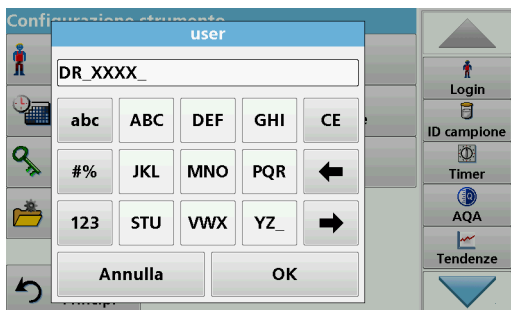 Configurazione strumento
user
DR_XXXX_
abc ABC DEF GHI CE
#% JKL MNO PQR
123 STU VWX YZ_
Annulla OK
Login
ID campione
Timer
AQA
Tendenze